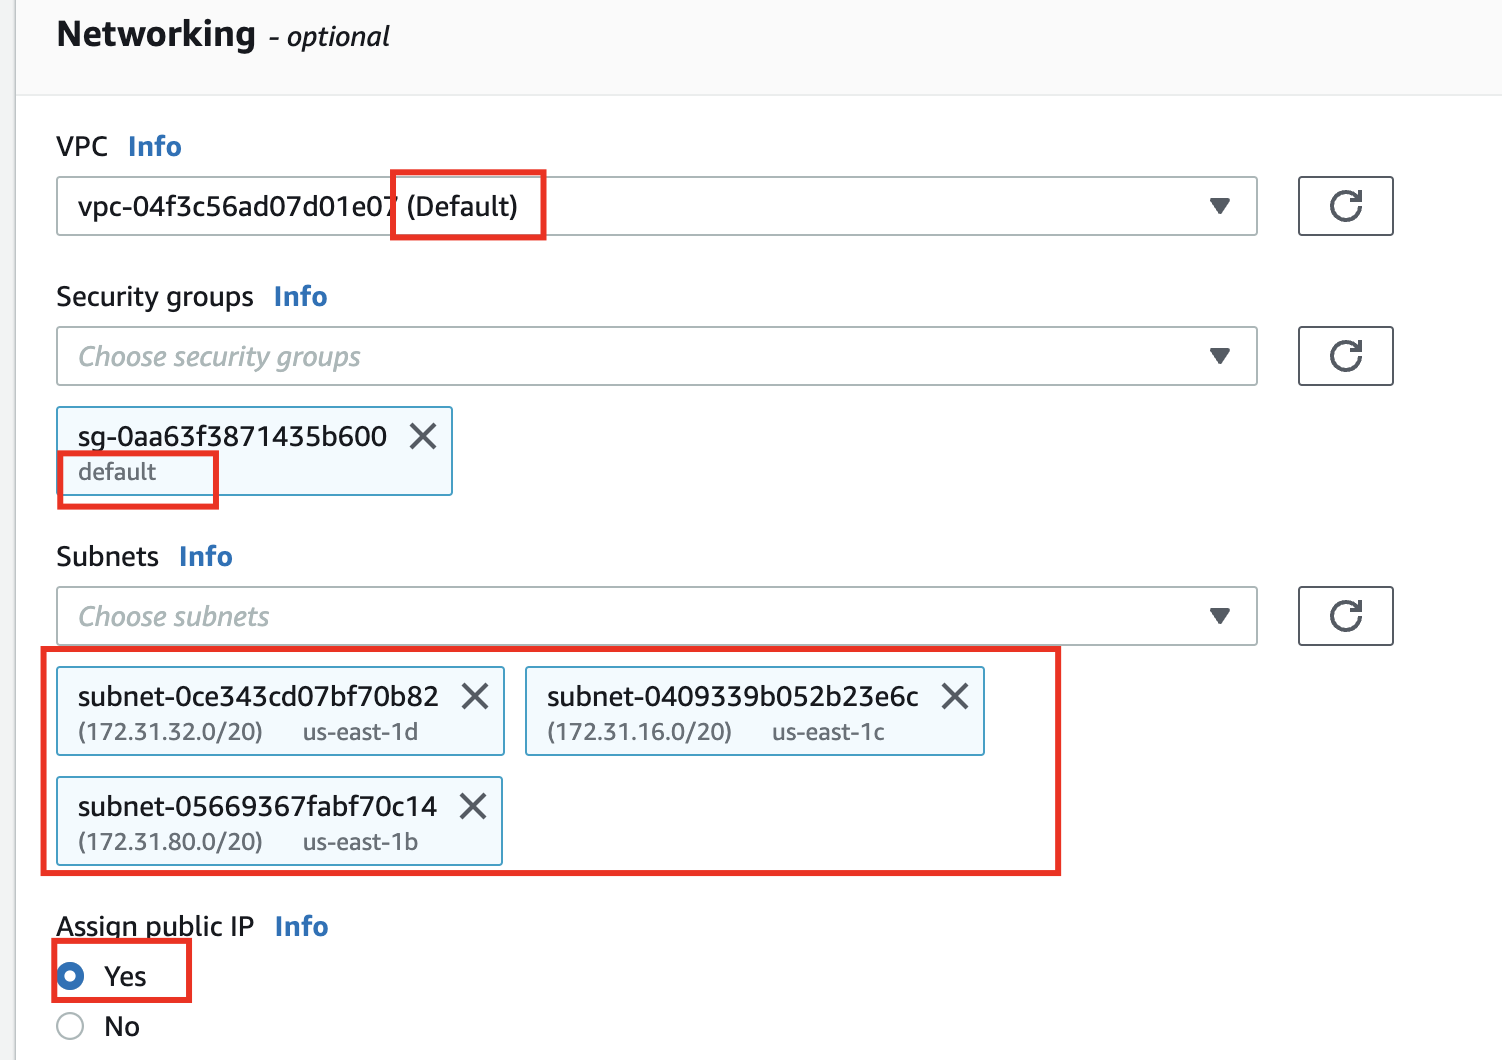 Networking - optional
VPC Info
vpc-04f3c56ad07d01e07 (Default)
Security groups Info
Choose security groups
sg-0aa63f3871435b600
default
Subnets Info
Choose subnets
subnet-0ce343cd07bf70b82 subnet-0409339b052b23e6c
(172.31.32.0/20) us-east-1d (172.31.16.0/20) us-east-1c
subnet-05669367fabf70c14
(172.31.80.0/20) us-east-1b
Assign public IP Info
Yes
No